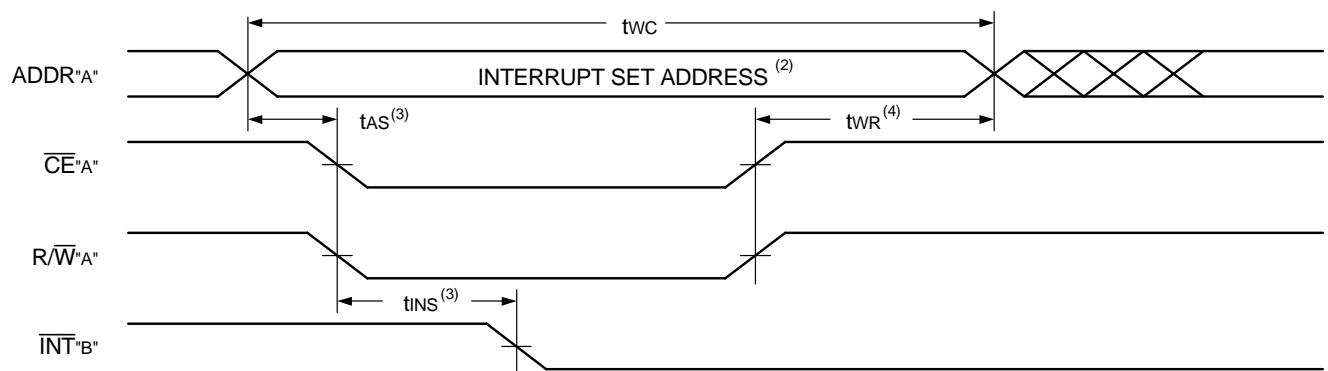 tWC
ADDR"A"
INTERRUPT SET ADDRESS (2)
tAS(3)
tWR(4)
CE"A"
R/W"A"
tINS(3)
INT"B"